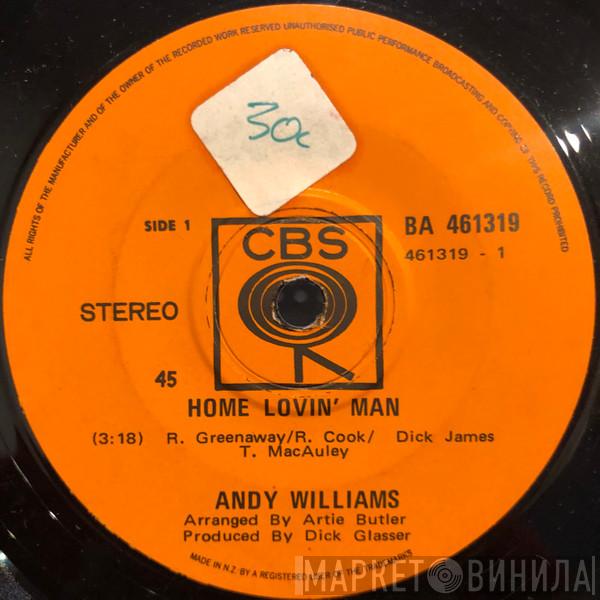 ALL RIGHTS OF THE MANUFACTURER AND OF THE OWNER OF THE RECORDED WORK RESERVED UNAUTHORISED PUBLIC PERFORMANCE BROADCASTING AND COPYING OF THIS RECORD PROHIBITED
30c
SIDE 1
CBS
BA 461319
461319 - 1
STEREO
45
HOME LOVIN' MAN
(3:18) R. Greenaway/R. Cook/ Dick James
T. MacAuley
ANDY WILLIAMS
Arranged By Artie Butler
Produced By Dick Glasser
MADE IN N.Z. BY A REGISTERED USER OF THE TRADEMARKS
МАРКЕТ ВИНИЛА